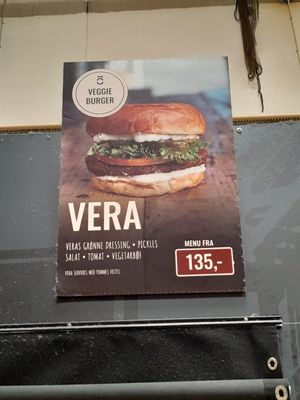 VEGGIE
BURGER
VERA
VERAS GRØNNE DRESSING • PICKLES
SALAT • TOMAT • VEGETARBØF
VERA SERVERES MED POMMES FRITES
MENU FRA
135,-